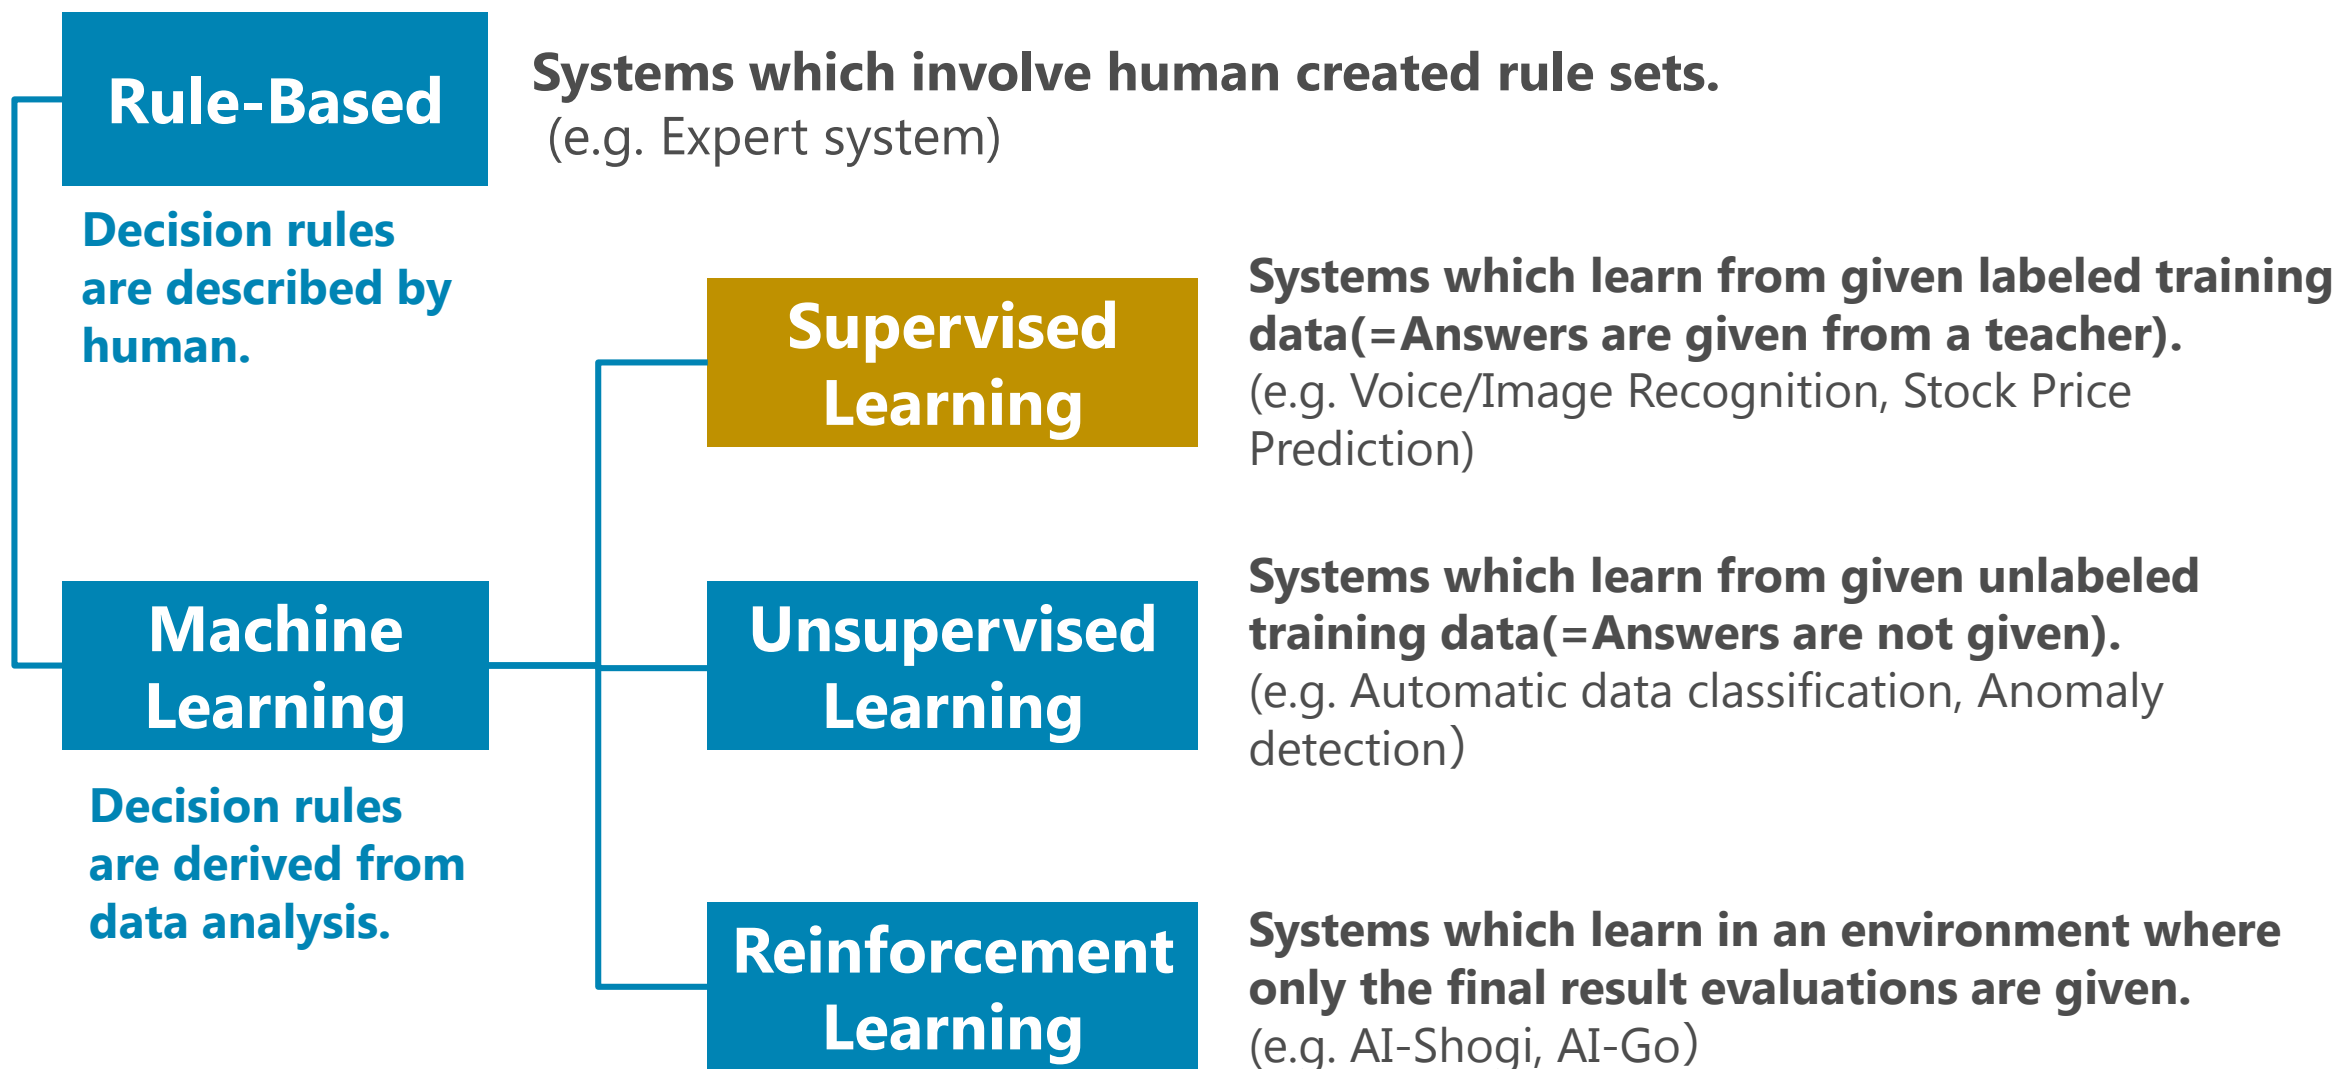 Rule-Based
Systems which involve human created rule sets.
(e.g. Expert system)
Decision rules
are described by
human.
Supervised
Learning
Systems which learn from given labeled training
data(=Answers are given from a teacher).
(e.g. Voice/Image Recognition, Stock Price
Prediction)
Machine
Learning
Decision rules
are derived from
data analysis.
Unsupervised
Learning
Systems which learn from given unlabeled
training data(=Answers are not given).
(e.g. Automatic data classification, Anomaly
detection)
Reinforcement
Learning
Systems which learn in an environment where
only the final result evaluations are given.
(e.g. AI-Shogi, AI-Go)